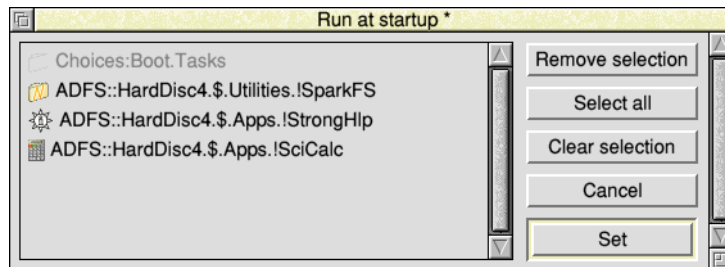 Run at startup *
Choices:Boot.Tasks
ADFS::HardDisc4.$.Utilities.!SparkFS
ADFS::HardDisc4.$.Apps.!StrongHlp
ADFS::HardDisc4.$.Apps.!SciCalc
Remove selection
Select all
Clear selection
Cancel
Set